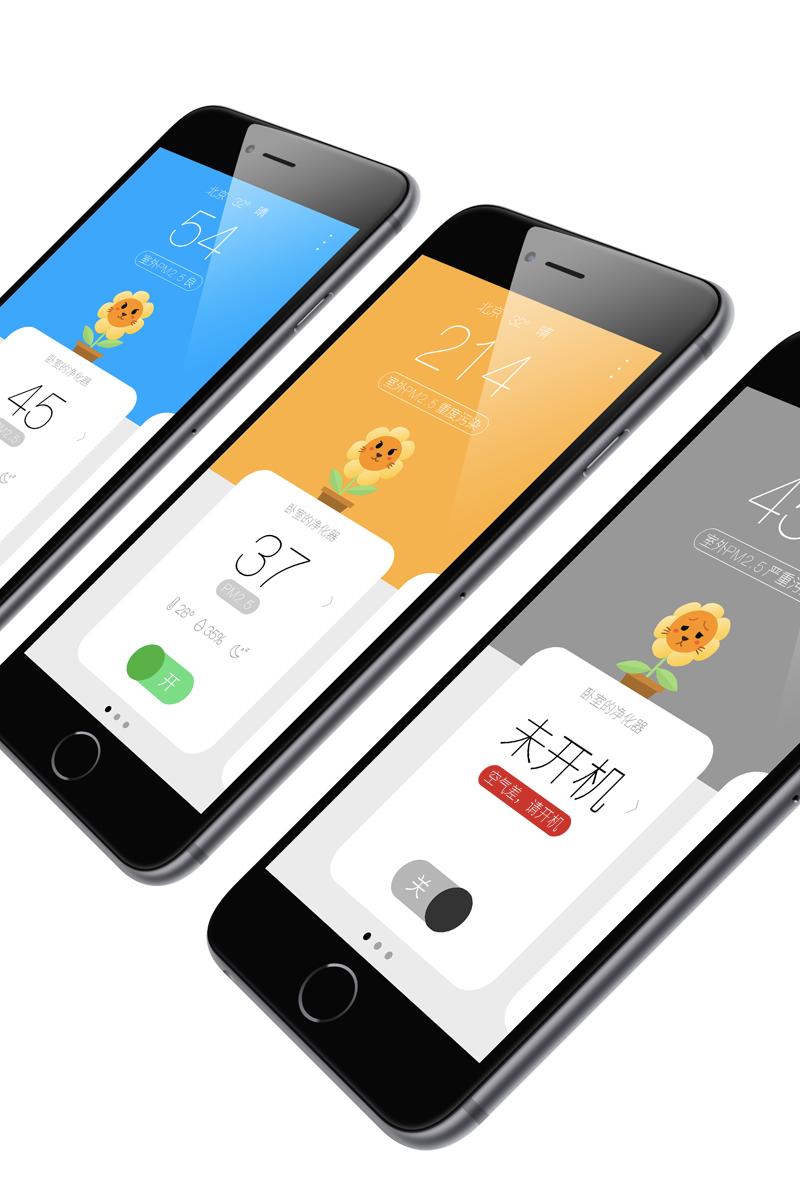 北京 32° 晴
54
室外PM2.5 良
卧室的净化器
45
北京 32° 晴
214
室外PM2.5 重度污染
卧室的净化器
37
PM2.5
28° 35%
开
室外PM2.5 严重污
卧室的净化器
未开机
空气差，请开机
关